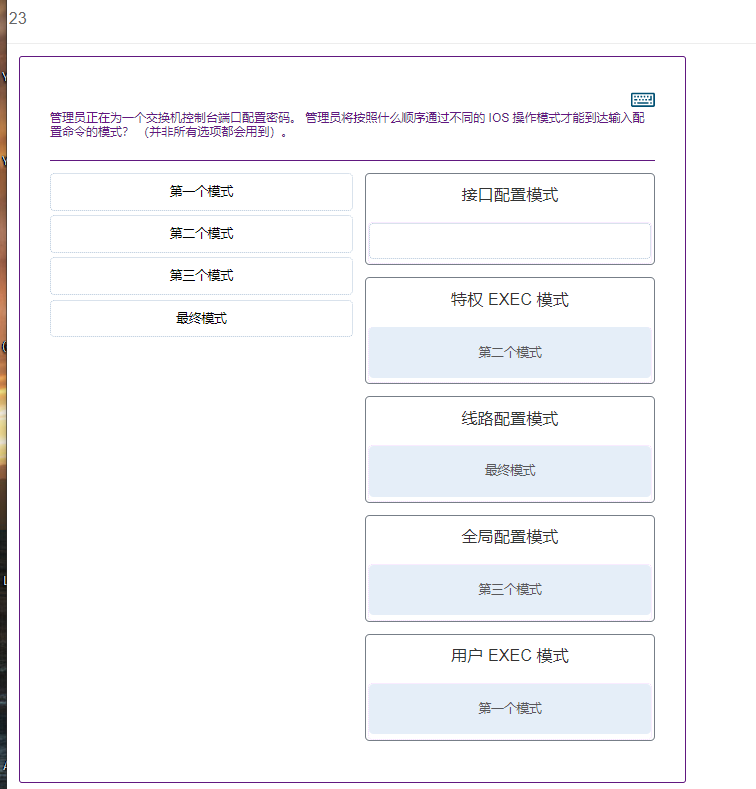 23
管理员正在为一个交换机控制台端口配置密码。 管理员将按照什么顺序通过不同的 IOS 操作模式才能到达输入配
置命令的模式？ （并非所有选项都会用到）。
第一个模式
第二个模式
第三个模式
最终模式
接口配置模式
特权 EXEC 模式
第二个模式
线路配置模式
最终模式
全局配置模式
第三个模式
用户 EXEC 模式
第一个模式